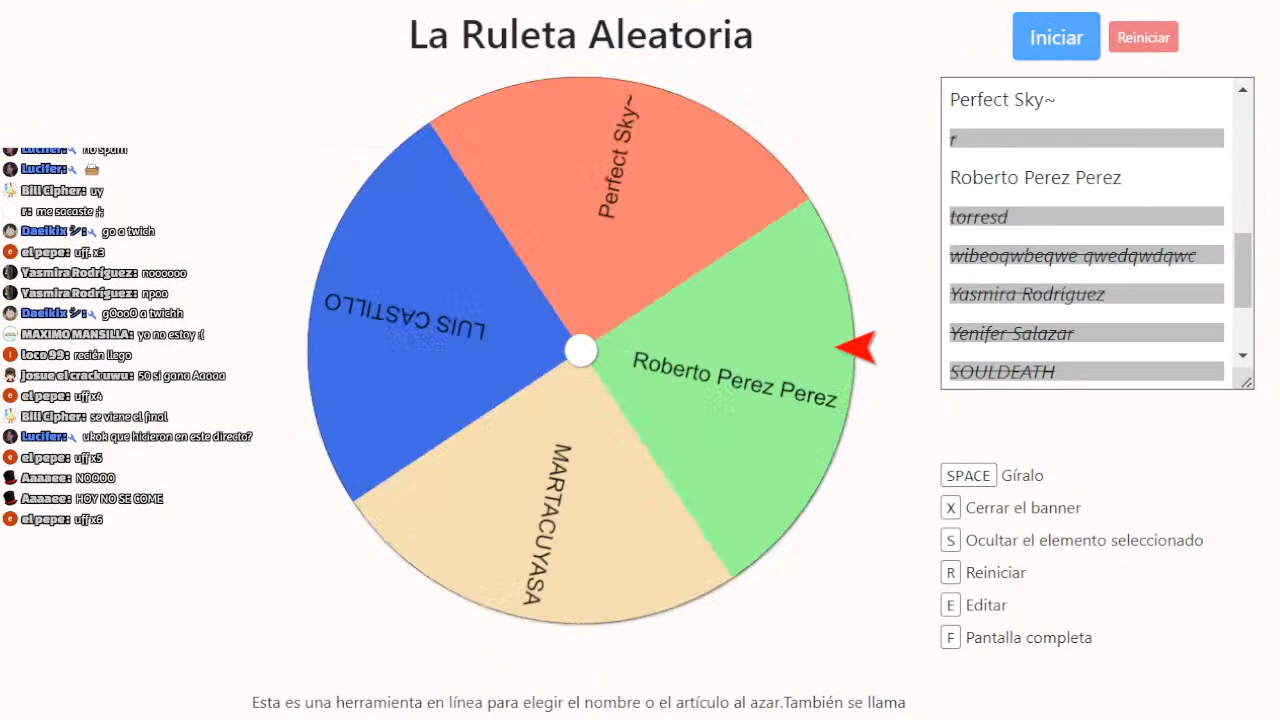 La Ruleta Aleatoria
Iniciar
Reiniciar
Lucifer: no spam
Lucifer:
Bill Cipher: uy
r: me sacaste ;(
Daeikix シ: go a twich
el pepe: uff. x3
Yasmira Rodríguez: noooooo
Yasmira Rodríguez: npoo
Daeikix シ: gOooO a twichh
MAXIMO MANSILLA: yo no estoy :(
loco 99: recién llego
Josue el crack uwu: 50 si gana Aaaaa
el pepe: uff x4
Bill Cipher: se viene el final
Lucifer: ukok que hicieron en este directo?
el pepe: uff x5
Aaaaee: NOOOO
Aaaaee: HOY NO SE COME
el pepe: uff x6
Perfect Sky~
LUIS CASTILLO
Roberto Perez Perez
MARTACUYASA
Perfect Sky~
r
Roberto Perez Perez
torresd
wibeoqwbeqwe qwedqwdqwc
Yasmira Rodríguez
Yenifer Salazar
SOULDEATH
SPACE Gíralo
X Cerrar el banner
S Ocultar el elemento seleccionado
R Reiniciar
E Editar
F Pantalla completa
Esta es una herramienta en línea para elegir el nombre o el artículo al azar.También se llama